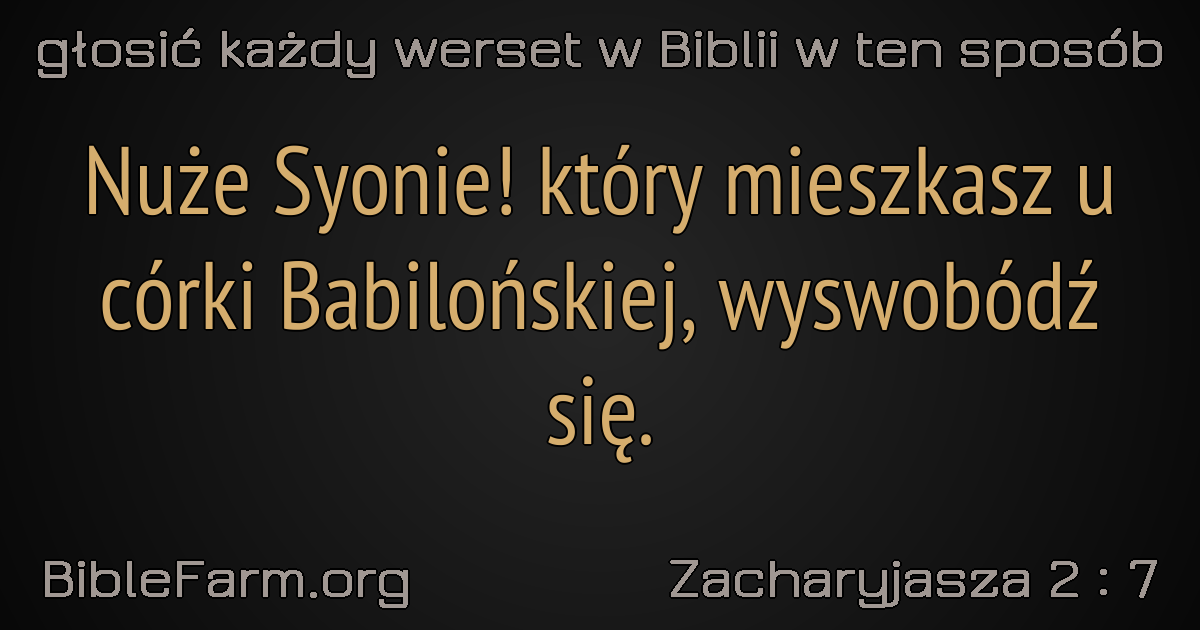 głosić każdy werset w Biblii w ten sposób
Nuże Syonie! który mieszkasz u
córki Babilońskiej, wyswobódź
się.
BibleFarm.org
Zacharyjasza 2 : 7